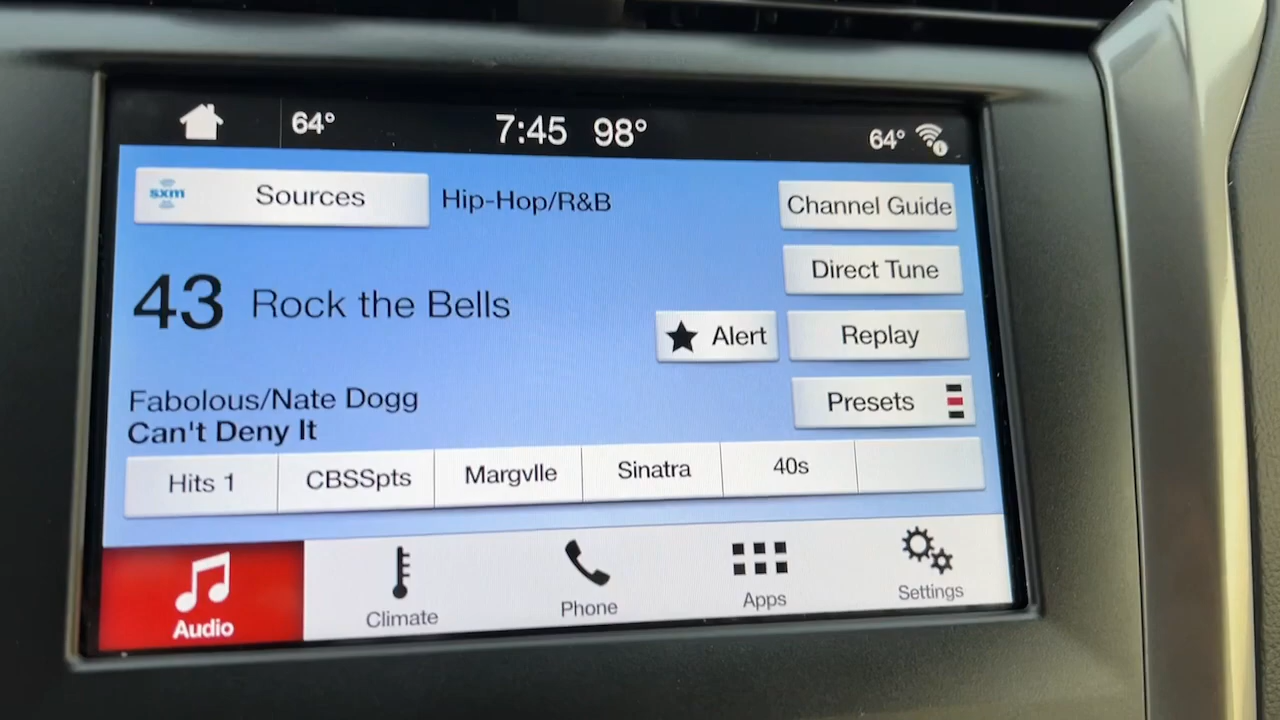 64° 7:45 98° 64°
sxm Sources Hip-Hop/R&B Channel Guide
Direct Tune
43 Rock the Bells
Alert Replay
Presets
Fabolous/Nate Dogg
Can't Deny It
Hits 1 CBSSpts Margvlle Sinatra 40s
Audio Climate Phone Apps Settings